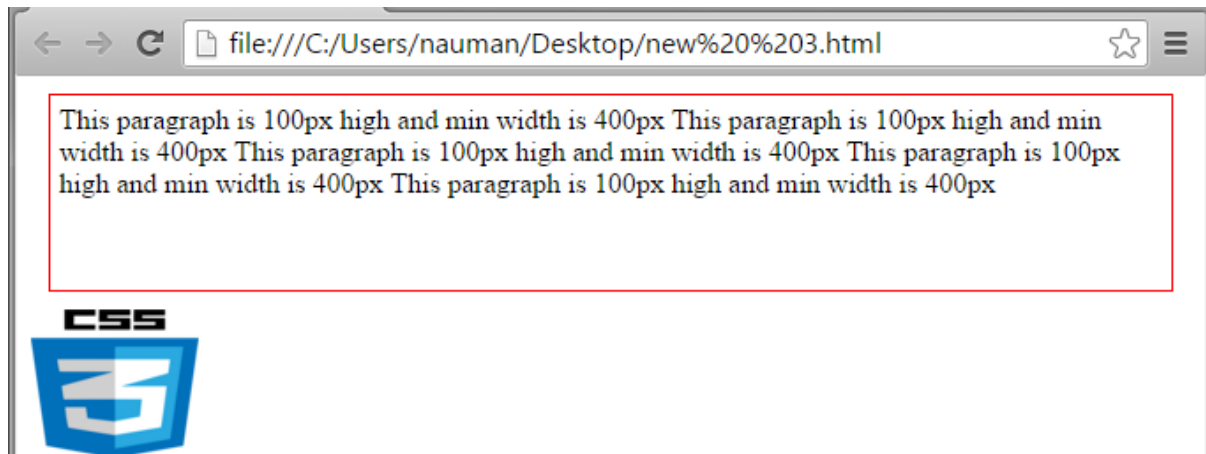 file:///C:/Users/nauman/Desktop/new%20%203.html
This paragraph is 100px high and min width is 400px This paragraph is 100px high and min
width is 400px This paragraph is 100px high and min width is 400px This paragraph is 100px
high and min width is 400px This paragraph is 100px high and min width is 400px
CSS
3